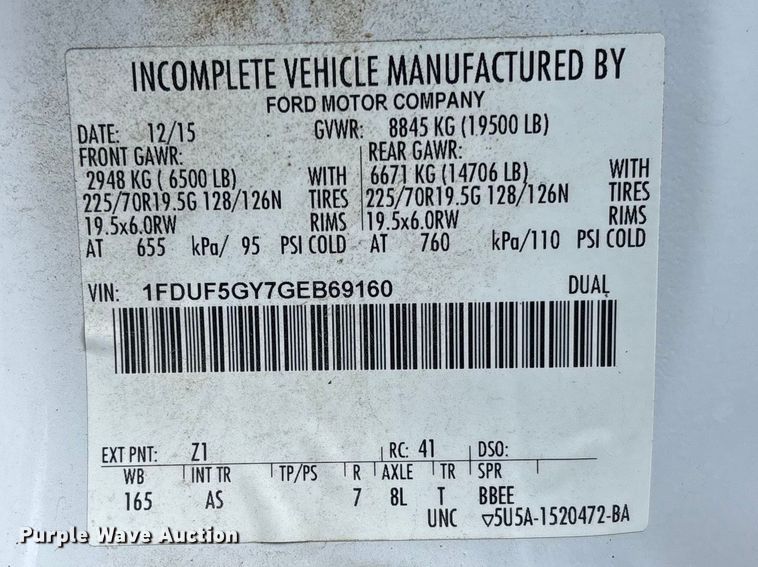 INCOMPLETE VEHICLE MANUFACTURED BY
FORD MOTOR COMPANY
DATE: 12/15 GVWR: 8845 KG (19500 LB)
FRONT GAWR: REAR GAWR:
2948 KG ( 6500 LB) WITH 6671 KG (14706 LB) WITH
225/70R19.5G 128/126N TIRES 225/70R19.5G 128/126N TIRES
19.5x6.0RW RIMS 19.5x6.0RW RIMS
AT 655 kPa/ 95 PSI COLD AT 760 kPa/110 PSI COLD
VIN: 1FDUF5GY7GEB69160 DUAL
EXT PNT: Z1 RC: 41 DSO:
WB INT TR TP/PS R AXLE TR SPR
165 AS 7 8L T BBEE
UNC ▽5U5A-1520472-BA
Purple Wave Auction